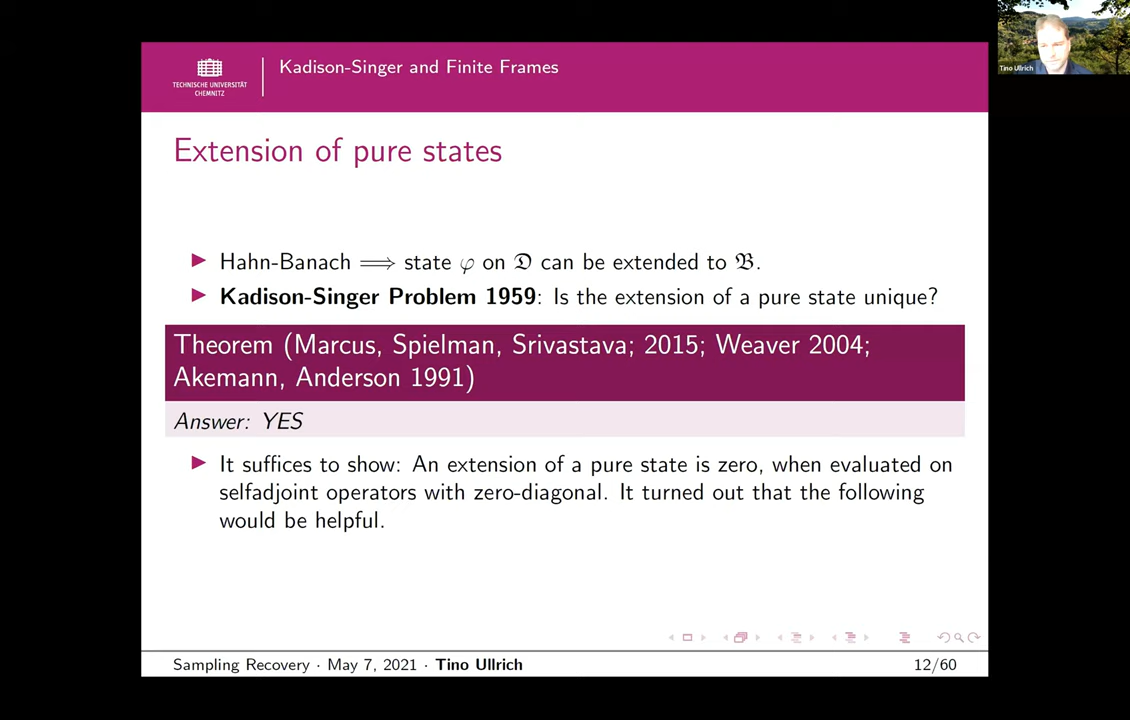 Tino Ullrich
TECHNISCHE UNIVERSITÄT
CHEMNITZ
Kadison-Singer and Finite Frames
Extension of pure states
▶ Hahn-Banach ⟹ state φ on 𝔇 can be extended to 𝔅.
▶ Kadison-Singer Problem 1959: Is the extension of a pure state unique?
Theorem (Marcus, Spielman, Srivastava; 2015; Weaver 2004;
Akemann, Anderson 1991)
Answer: YES
▶ It suffices to show: An extension of a pure state is zero, when evaluated on
selfadjoint operators with zero-diagonal. It turned out that the following
would be helpful.
Sampling Recovery · May 7, 2021 · Tino Ullrich 12/60